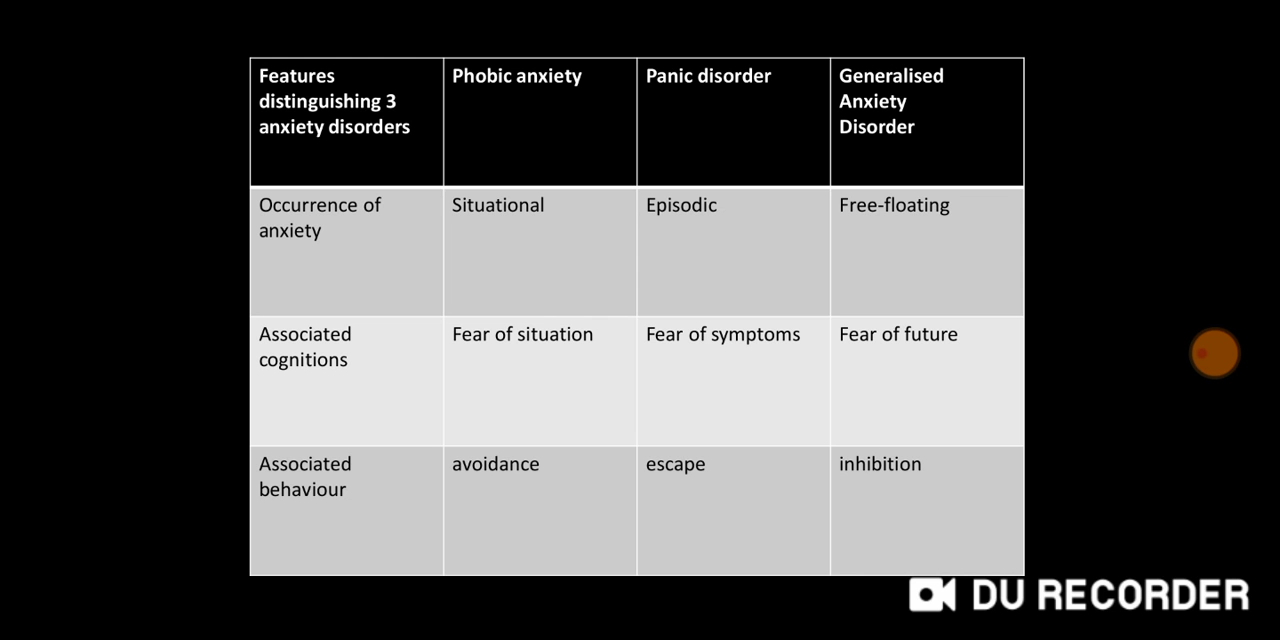 Features
distinguishing 3
anxiety disorders
Phobic anxiety
Panic disorder
Generalised
Anxiety
Disorder
Occurrence of
anxiety
Situational
Episodic
Free-floating
Associated
cognitions
Fear of situation
Fear of symptoms
Fear of future
Associated
behaviour
avoidance
escape
inhibition
DU RECORDER